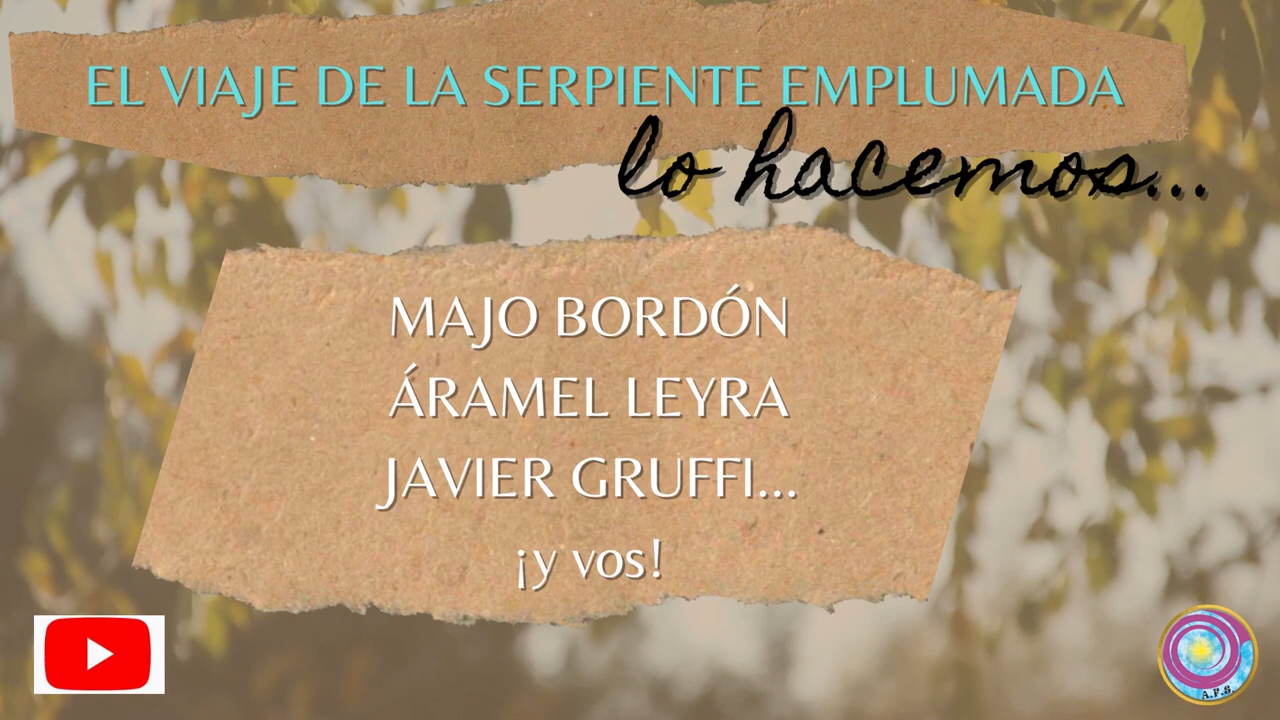 EL VIAJE DE LA SERPIENTE EMPLUMADA
lo hacemos...
MAJO BORDÓN
ÁRAMEL LEYRA
JAVIER GRUFFI...
¡y vos!
A.F.S.